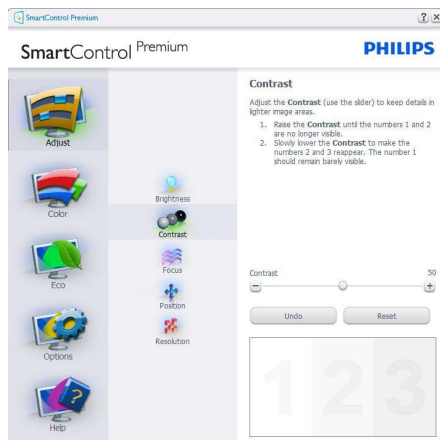 SmartControl Premium
? X
SmartControl Premium
PHILIPS
Adjust
Color
Eco
Options
Help
Brightness
Contrast
Focus
Position
Resolution
Contrast
Adjust the Contrast (use the slider) to keep details in
lighter image areas.
1. Raise the Contrast until the numbers 1 and 2
are no longer visible.
2. Slowly lower the Contrast to make the
numbers 2 and 3 reappear. The number 1
should remain barely visible.
Contrast 50
Undo Reset
1 2 3